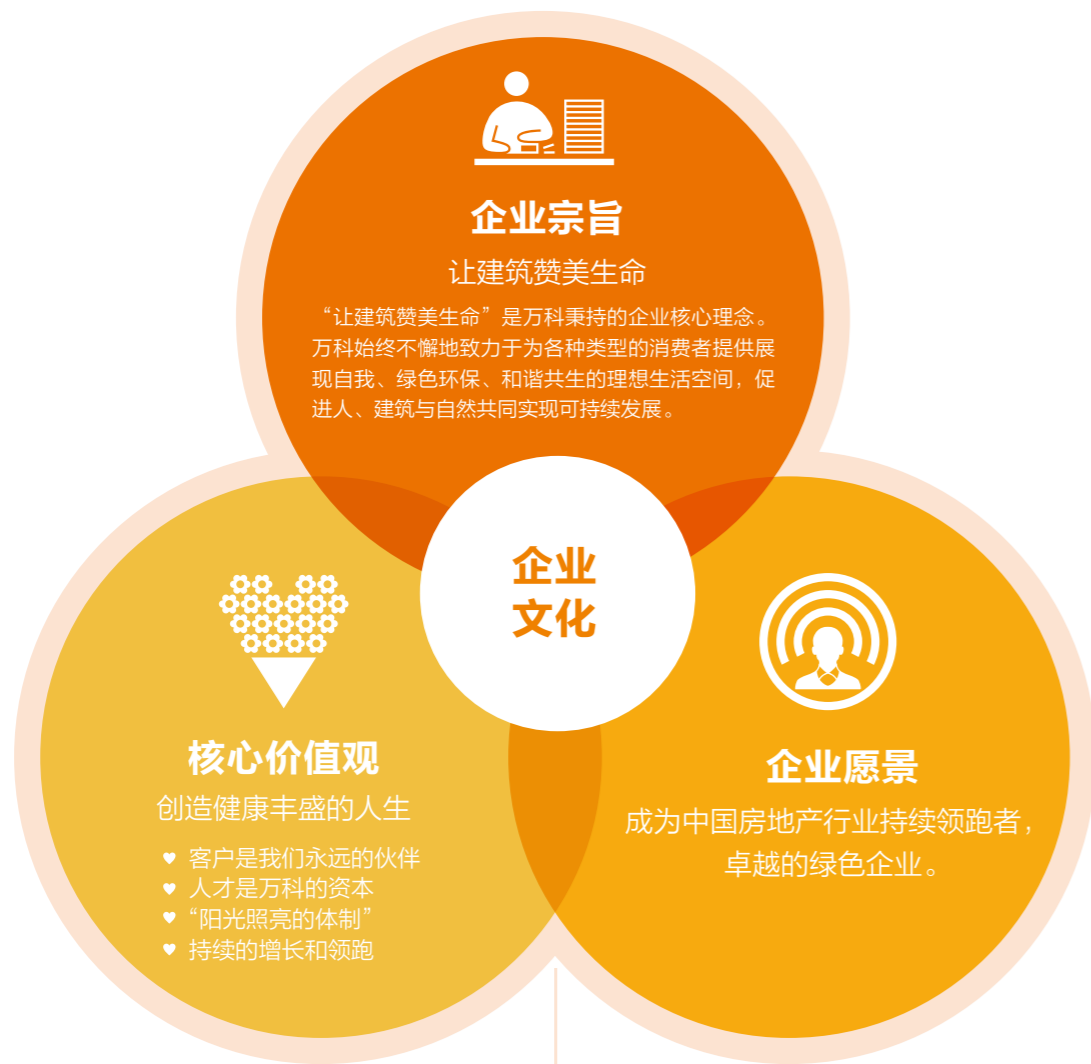 企业宗旨
让建筑赞美生命
“让建筑赞美生命”是万科秉持的企业核心理念。
万科始终不懈地致力于为各种类型的消费者提供展
现自我、绿色环保、和谐共生的理想生活空间，促
进人、建筑与自然共同实现可持续发展。
企业
文化
核心价值观
创造健康丰盛的人生
♥ 客户是我们永远的伙伴
♥ 人才是万科的资本
♥ “阳光照亮的体制”
♥ 持续的增长和领跑
企业愿景
成为中国房地产行业持续领跑者，
卓越的绿色企业。